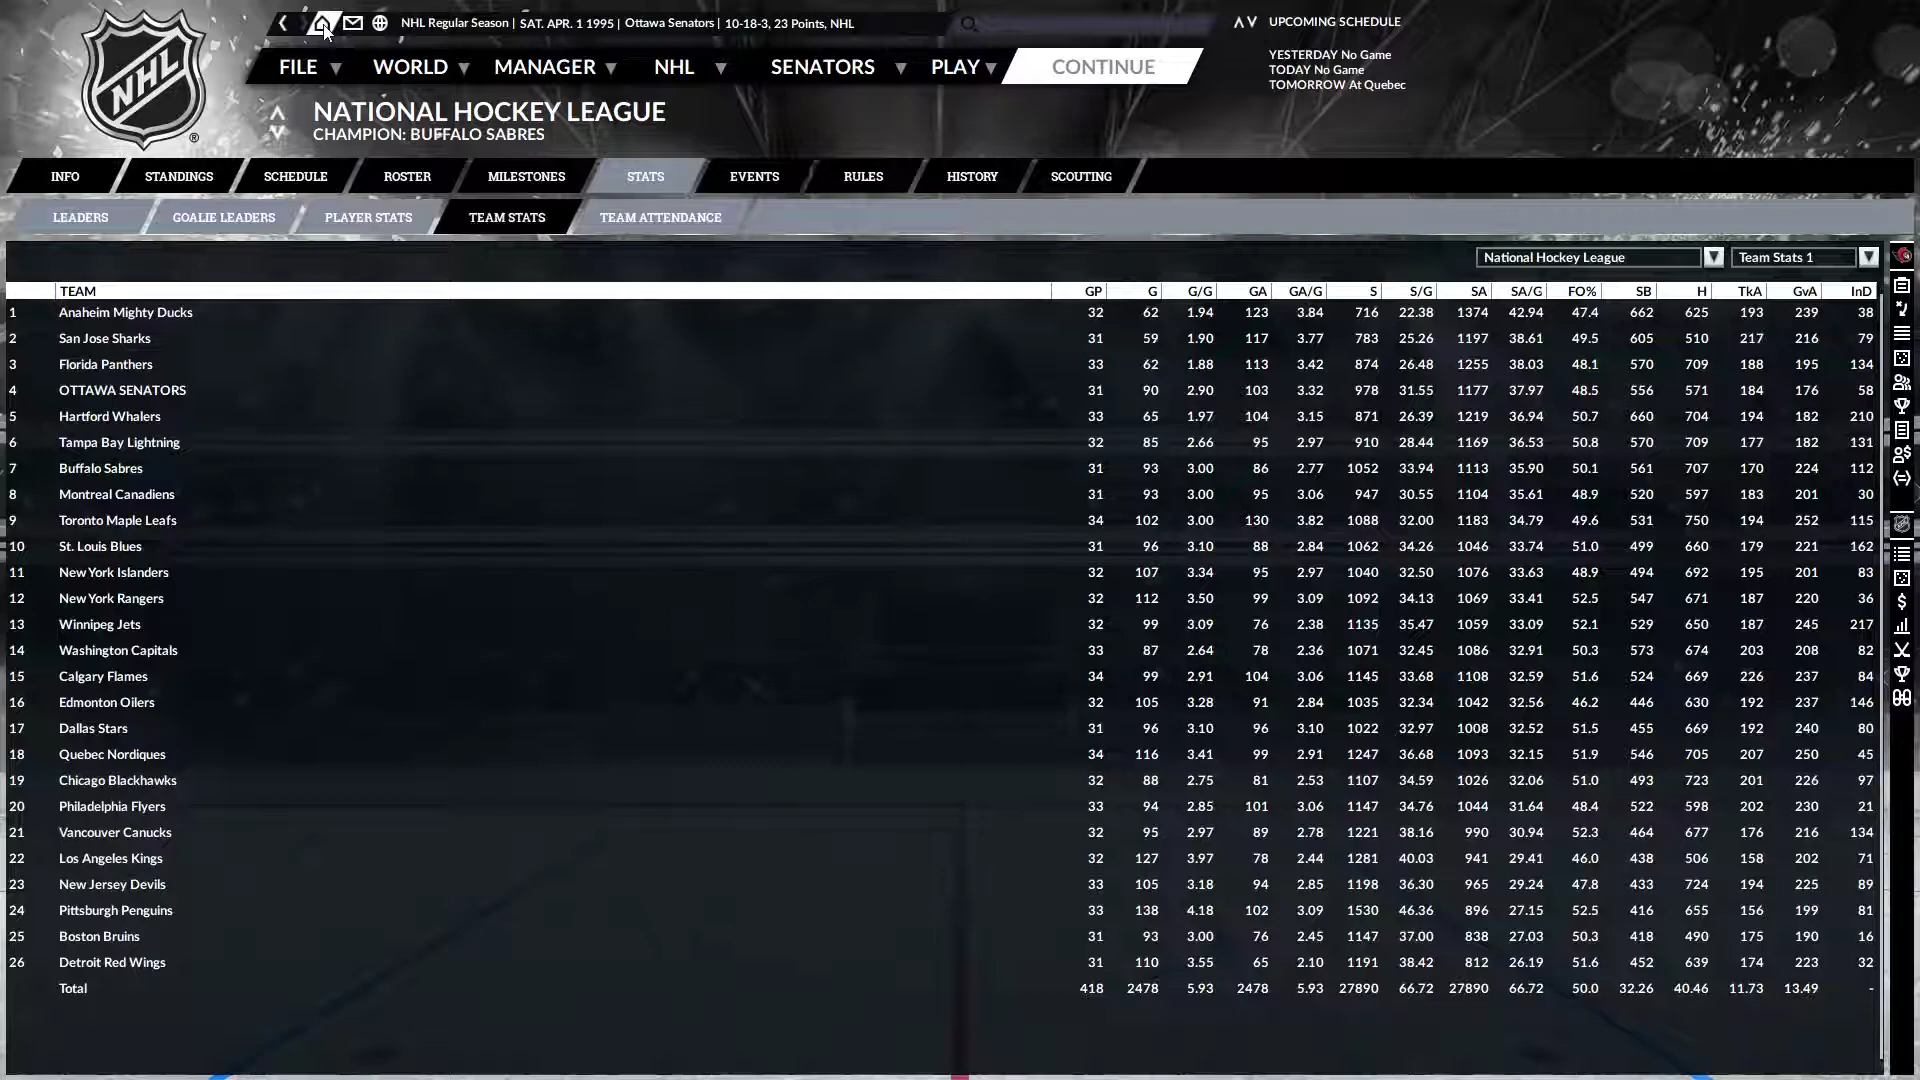 NHL Regular Season | SAT. APR. 1 1995 | Ottawa Senators | 10-18-3, 23 Points, NHL
UPCOMING SCHEDULE
YESTERDAY No Game
TODAY No Game
TOMORROW At Quebec
FILE WORLD MANAGER NHL SENATORS PLAY CONTINUE
NHL
NATIONAL HOCKEY LEAGUE
CHAMPION: BUFFALO SABRES
INFO STANDINGS SCHEDULE ROSTER MILESTONES STATS EVENTS RULES HISTORY SCOUTING
LEADERS GOALIE LEADERS PLAYER STATS TEAM STATS TEAM ATTENDANCE
National Hockey League Team Stats 1
TEAM GP G G/G GA GA/G S S/G SA SA/G FO% SB H TkA GvA InD
1 Anaheim Mighty Ducks 32 62 1.94 123 3.84 716 22.38 1374 42.94 47.4 662 625 193 239 38
2 San Jose Sharks 31 59 1.90 117 3.77 783 25.26 1197 38.61 49.5 605 510 217 216 79
3 Florida Panthers 33 62 1.88 113 3.42 874 26.48 1255 38.03 48.1 570 709 188 195 134
4 OTTAWA SENATORS 31 90 2.90 103 3.32 978 31.55 1177 37.97 48.5 556 571 184 176 58
5 Hartford Whalers 33 65 1.97 104 3.15 871 26.39 1219 36.94 50.7 660 704 194 182 210
6 Tampa Bay Lightning 32 85 2.66 95 2.97 910 28.44 1169 36.53 50.8 570 709 177 182 131
7 Buffalo Sabres 31 93 3.00 86 2.77 1052 33.94 1113 35.90 50.1 561 707 170 224 112
8 Montreal Canadiens 31 93 3.00 95 3.06 947 30.55 1104 35.61 48.9 520 597 183 201 30
9 Toronto Maple Leafs 34 102 3.00 130 3.82 1088 32.00 1183 34.79 49.6 531 750 194 252 115
10 St. Louis Blues 31 96 3.10 88 2.84 1062 34.26 1046 33.74 51.0 499 660 179 221 162
11 New York Islanders 32 107 3.34 95 2.97 1040 32.50 1076 33.63 48.9 494 692 195 201 83
12 New York Rangers 32 112 3.50 99 3.09 1092 34.13 1069 33.41 52.5 547 671 187 220 36
13 Winnipeg Jets 32 99 3.09 76 2.38 1135 35.47 1059 33.09 52.1 529 650 187 245 217
14 Washington Capitals 33 87 2.64 78 2.36 1071 32.45 1086 32.91 50.3 573 674 203 208 82
15 Calgary Flames 34 99 2.91 104 3.06 1145 33.68 1108 32.59 51.6 524 669 226 237 84
16 Edmonton Oilers 32 105 3.28 91 2.84 1035 32.34 1042 32.56 46.2 446 630 192 237 146
17 Dallas Stars 31 96 3.10 96 3.10 1022 32.97 1008 32.52 51.5 455 669 192 240 80
18 Quebec Nordiques 34 116 3.41 99 2.91 1247 36.68 1093 32.15 51.9 546 705 207 250 45
19 Chicago Blackhawks 32 88 2.75 81 2.53 1107 34.59 1026 32.06 51.0 493 723 201 226 97
20 Philadelphia Flyers 33 94 2.85 101 3.06 1147 34.76 1044 31.64 48.4 522 598 202 230 21
21 Vancouver Canucks 32 95 2.97 89 2.78 1221 38.16 990 30.94 52.3 464 677 176 216 134
22 Los Angeles Kings 32 127 3.97 78 2.44 1281 40.03 941 29.41 46.0 438 506 158 202 71
23 New Jersey Devils 33 105 3.18 94 2.85 1198 36.30 965 29.24 47.8 433 724 194 225 89
24 Pittsburgh Penguins 33 138 4.18 102 3.09 1530 46.36 896 27.15 52.5 416 655 156 199 81
25 Boston Bruins 31 93 3.00 76 2.45 1147 37.00 838 27.03 50.3 418 490 175 190 16
26 Detroit Red Wings 31 110 3.55 65 2.10 1191 38.42 812 26.19 51.6 452 639 174 223 32
Total 418 2478 5.93 2478 5.93 27890 66.72 27890 66.72 50.0 32.26 40.46 11.73 13.49 -